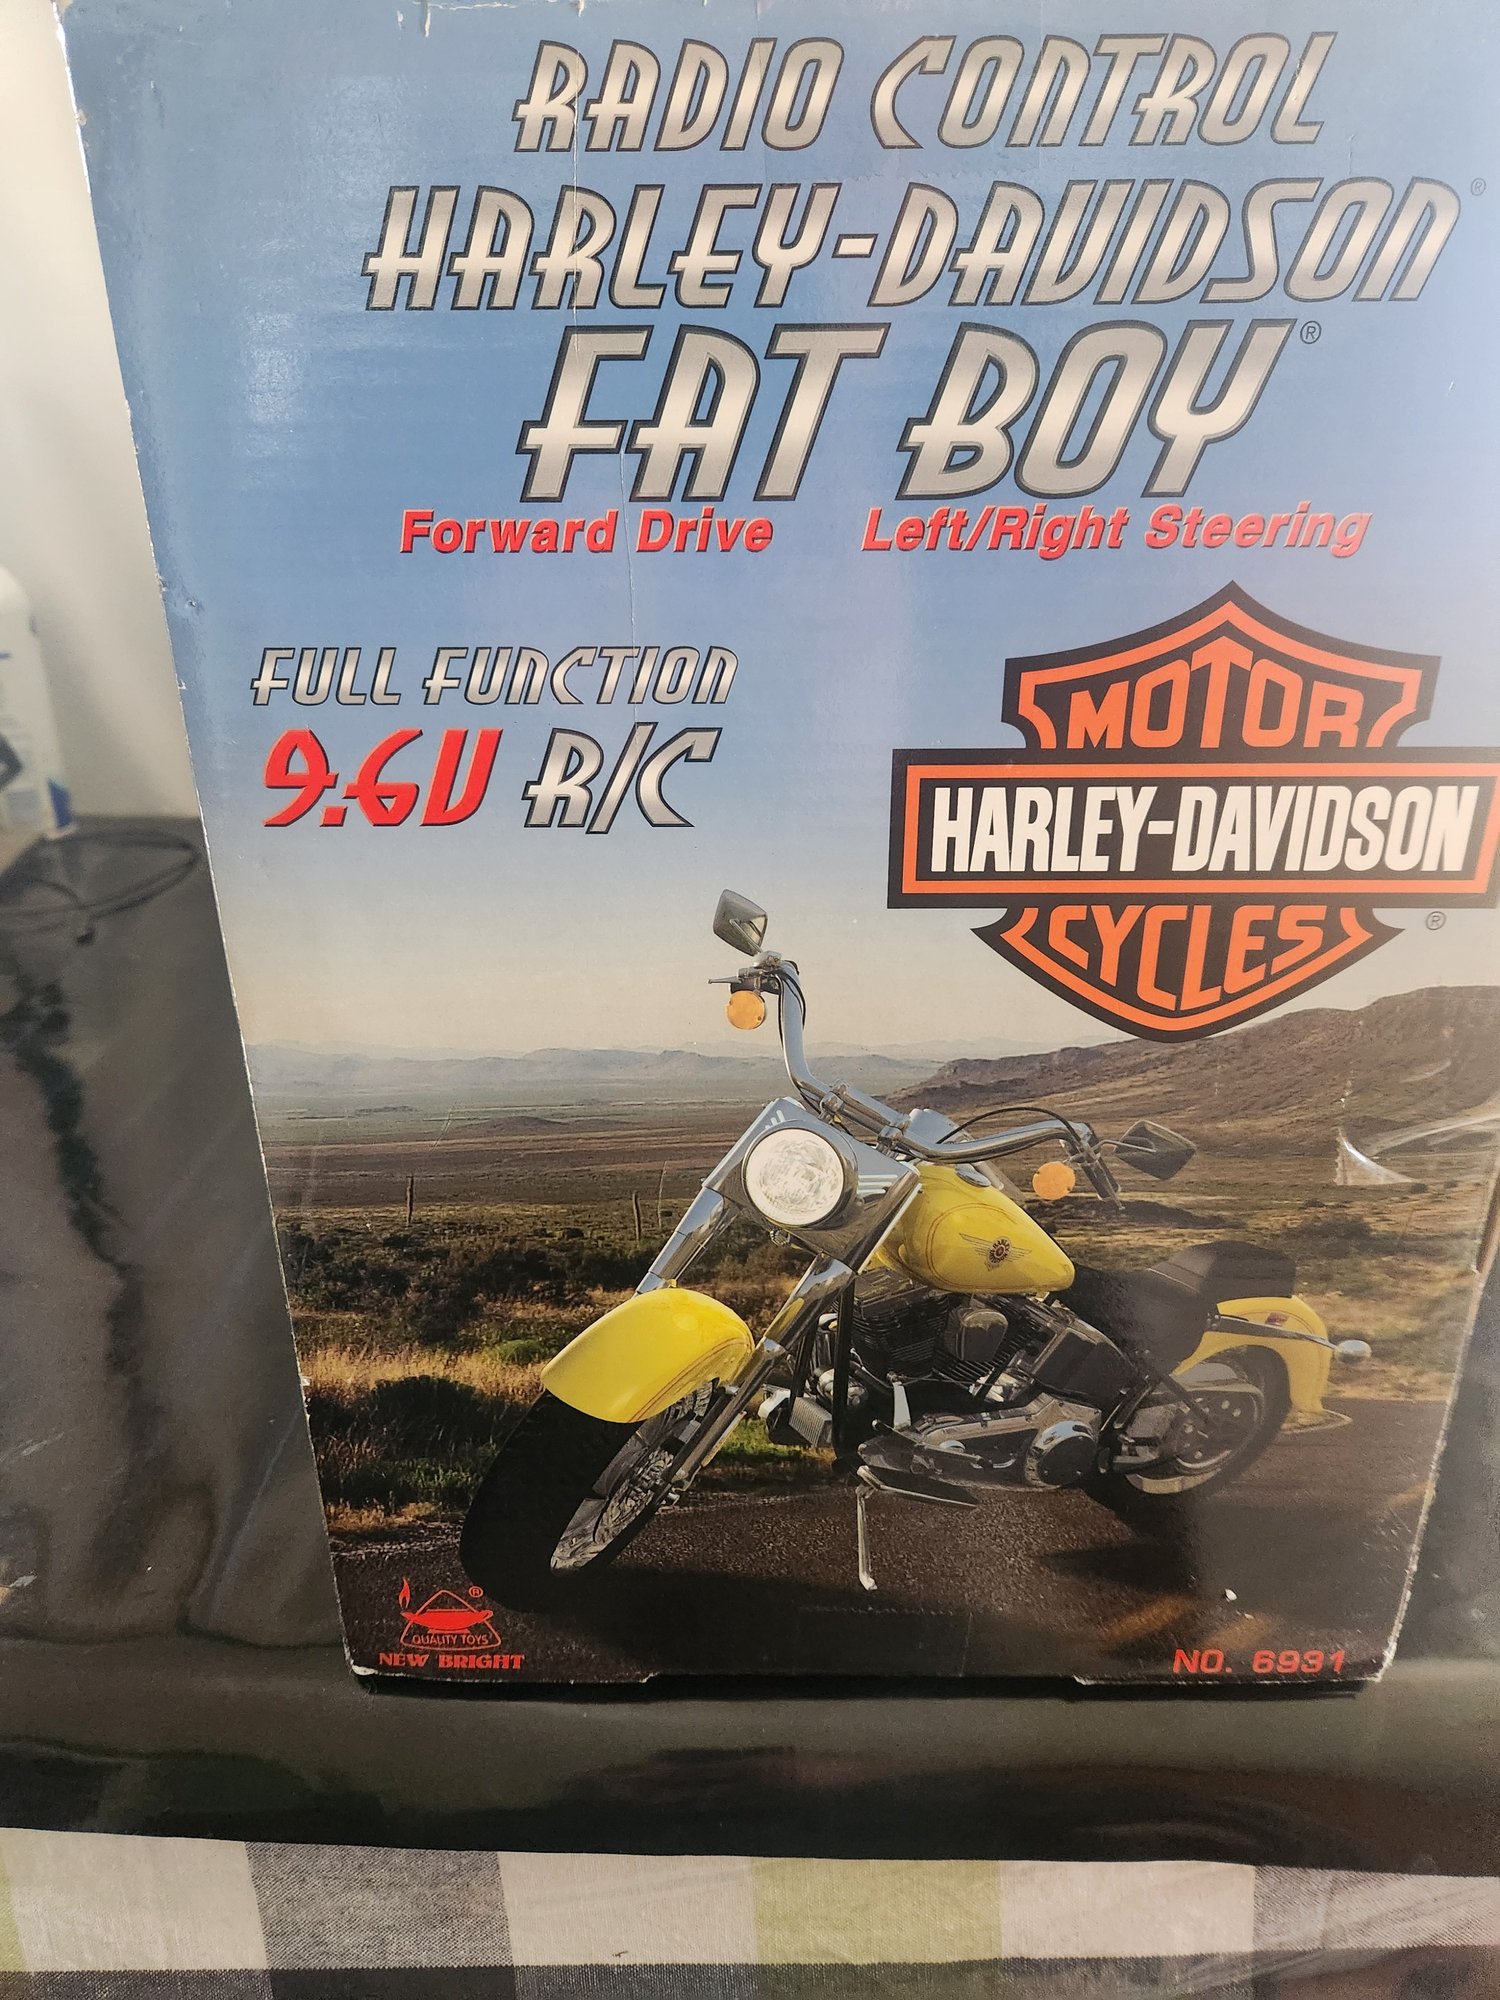 RADIO CONTROL
HARLEY-DAVIDSON®
FAT BOY®
Forward Drive Left/Right Steering
FULL FUNCTION
9.6V R/C
MOTOR
HARLEY-DAVIDSON
CYCLES
®
®
QUALITY TOYS
NEW BRIGHT
NO. 6931